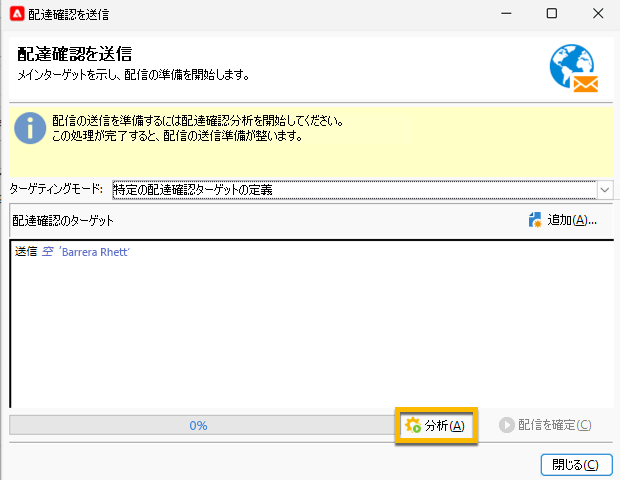 配達確認を送信
配達確認を送信
メインターゲットを示し、配信の準備を開始します。
配信の送信を準備するには配達確認分析を開始してください。
この処理が完了すると、配信の送信準備が整います。
ターゲティングモード: 特定の配達確認ターゲットの定義
配達確認のターゲット 追加(A)...
送信 空 'Barrera Rhett'
0% 分析(A) 配信を確定(C)
閉じる(C)